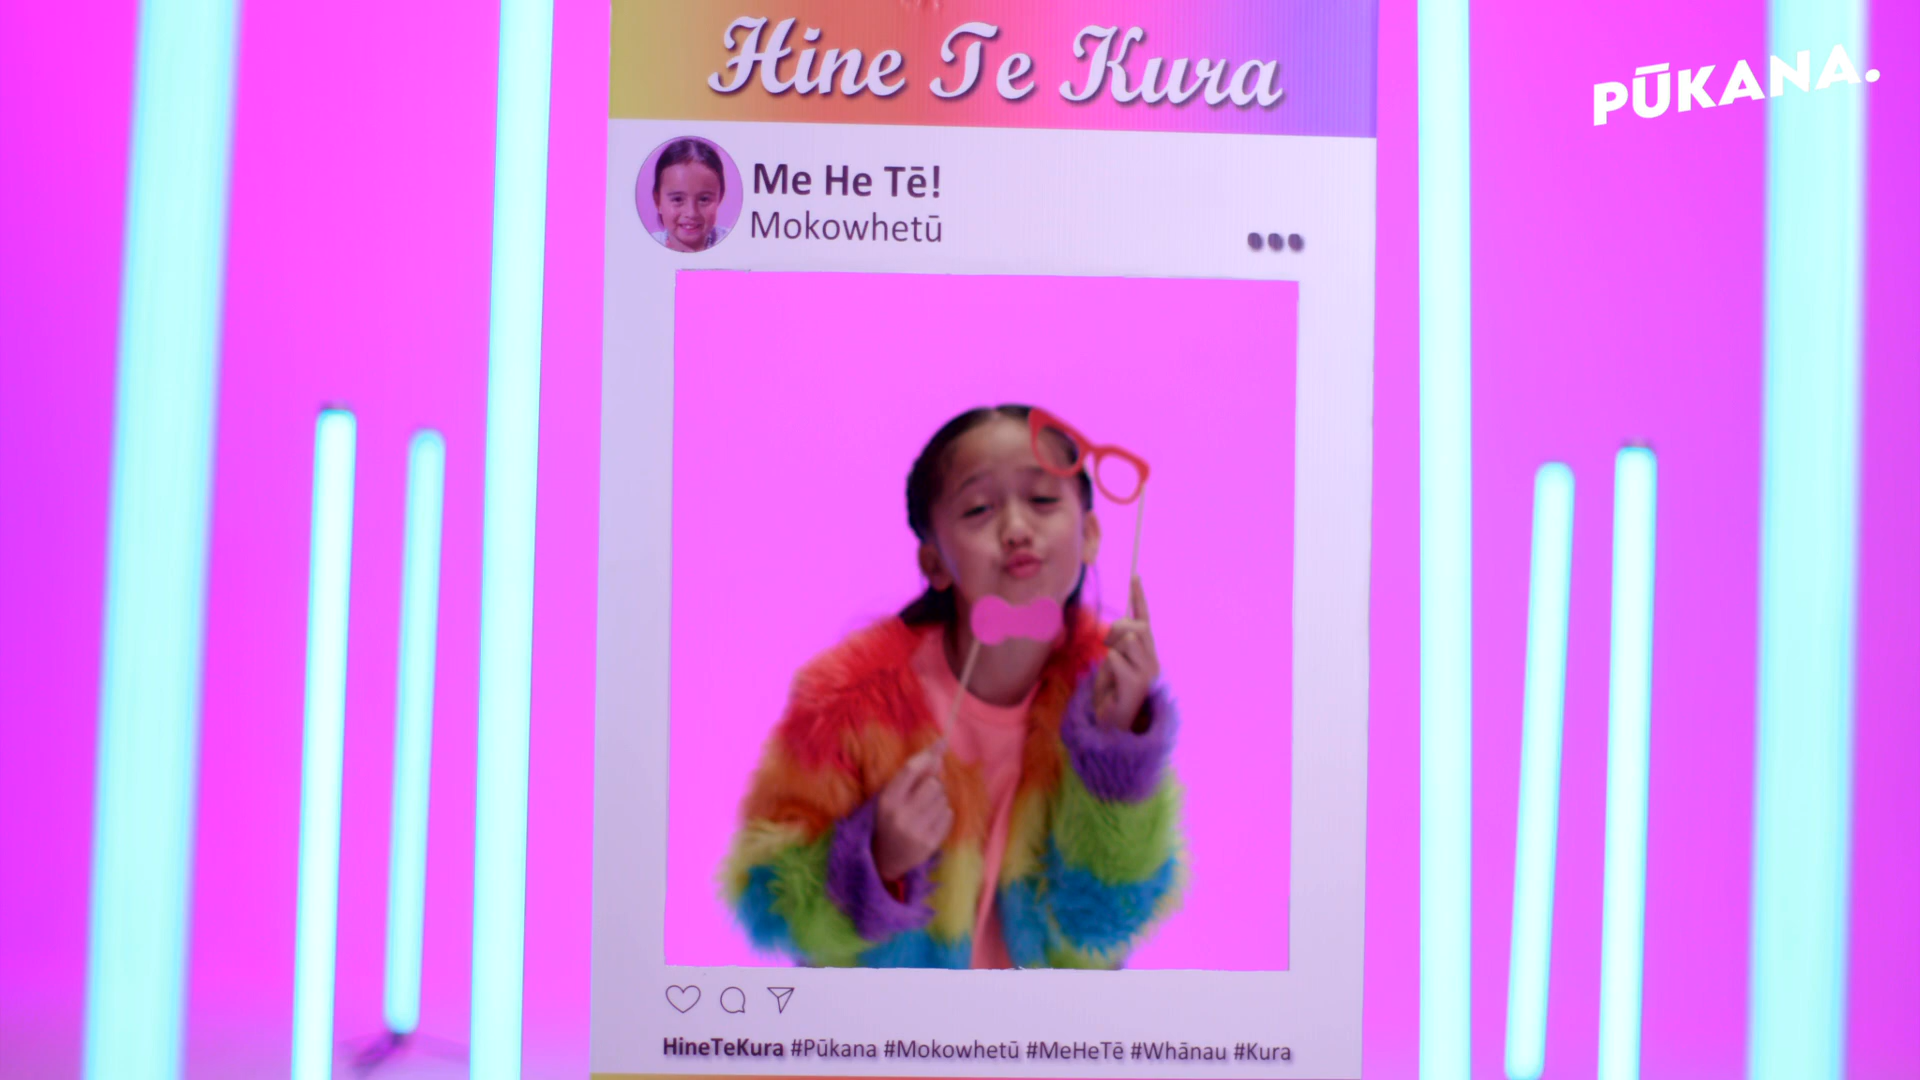 Hine Te Kura
PŪKANA.
Me He Tē!
Mokowhetū
HineTeKura #Pūkana #Mokowhetū #MeHeTē #Whānau #Kura